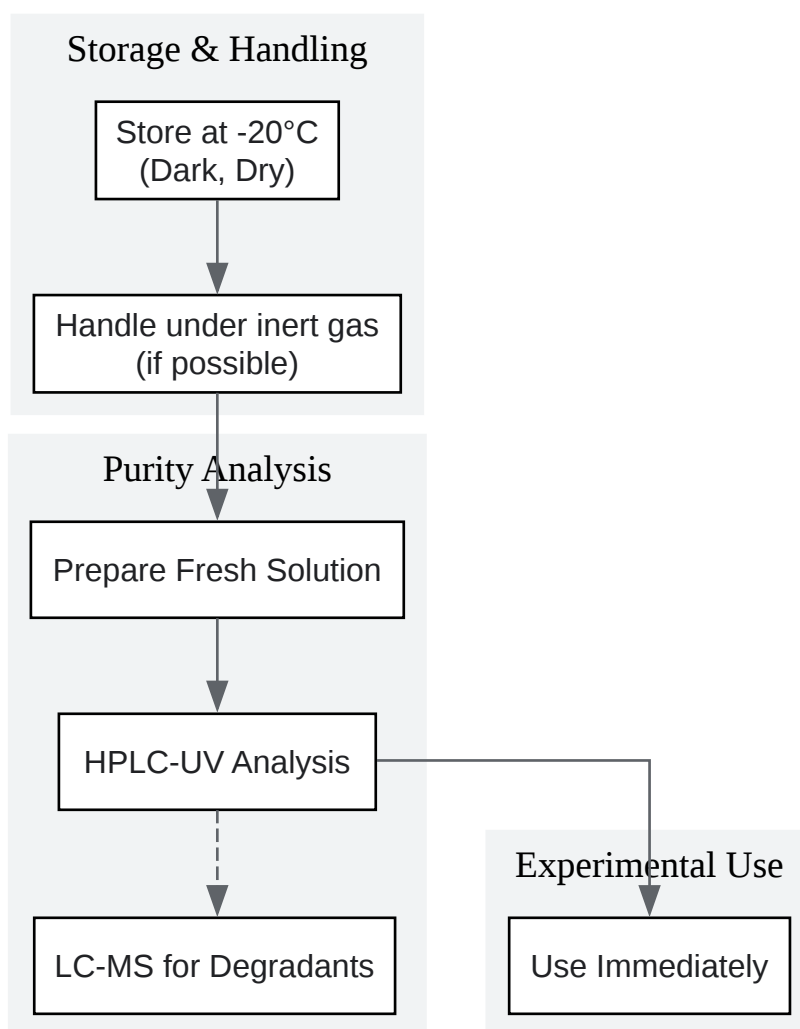 Storage & Handling
Store at -20°C
(Dark, Dry)
Handle under inert gas
(if possible)
Purity Analysis
Prepare Fresh Solution
HPLC-UV Analysis
Experimental Use
LC-MS for Degradants
Use Immediately